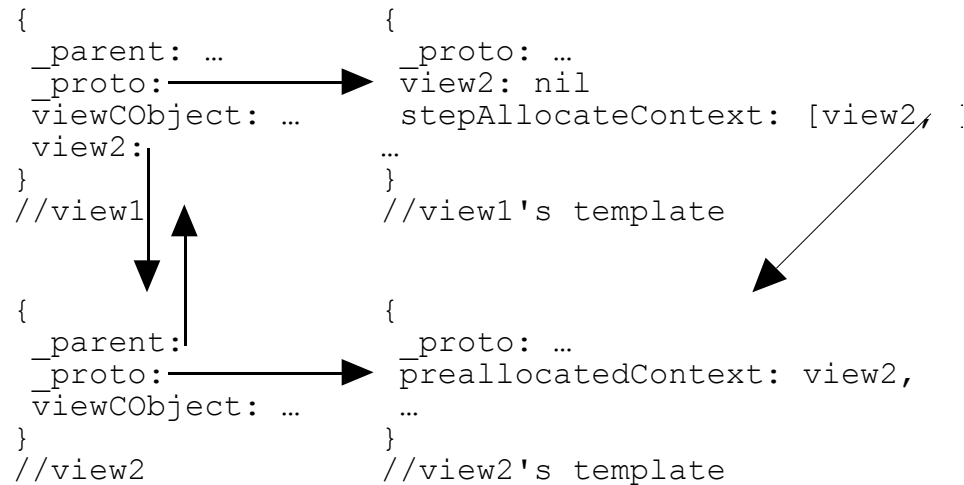 {
_parent: …
_proto:
viewCObject: …
view2:
}
//view1
{
_proto: …
view2: nil
stepAllocateContext: [view2, ]
…
}
//view1's template
{
_parent:
_proto:
viewCObject: …
}
//view2
{
_proto: …
preallocatedContext: view2,
…
}
//view2's template